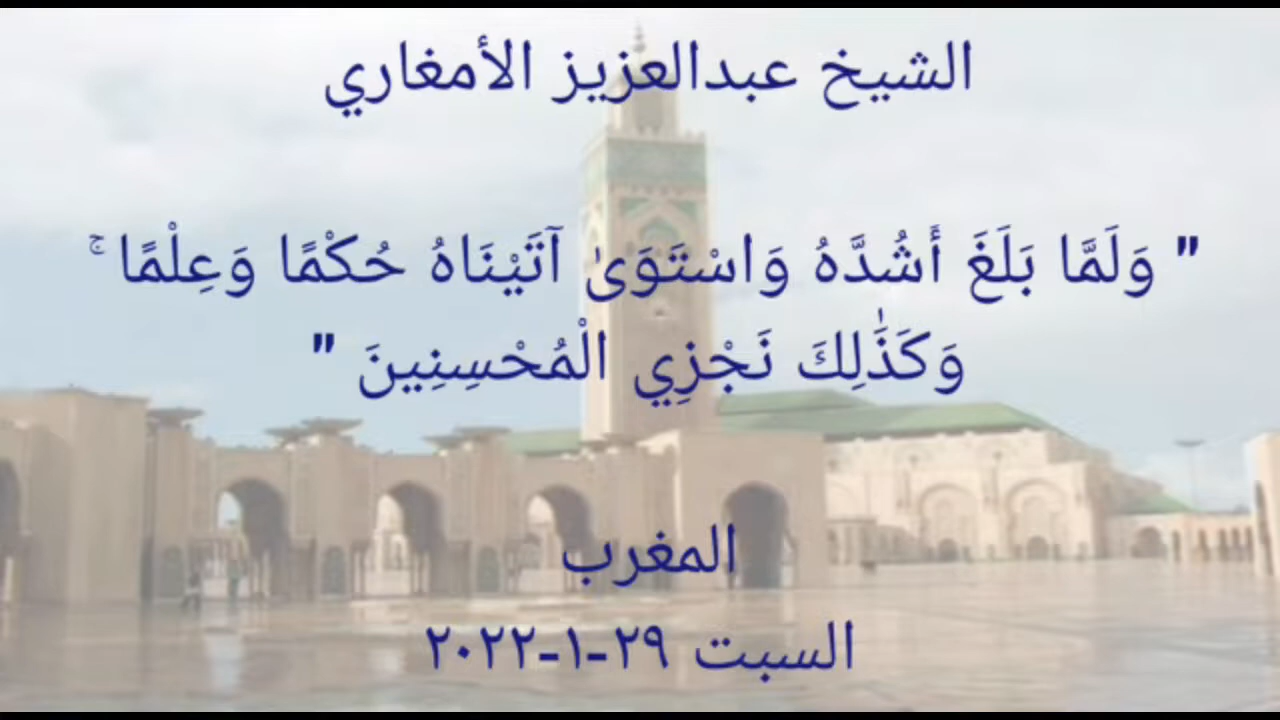 الشيخ عبدالعزيز الأمغاري
" وَلَمَّا بَلَغَ أَشُدَّهُ وَاسْتَوَىٰ آتَيْنَاهُ حُكْمًا وَعِلْمًا ۚ
وَكَذَٰلِكَ نَجْزِي الْمُحْسِنِينَ "
المغرب
السبت ٢٩-١-٢٠٢٢